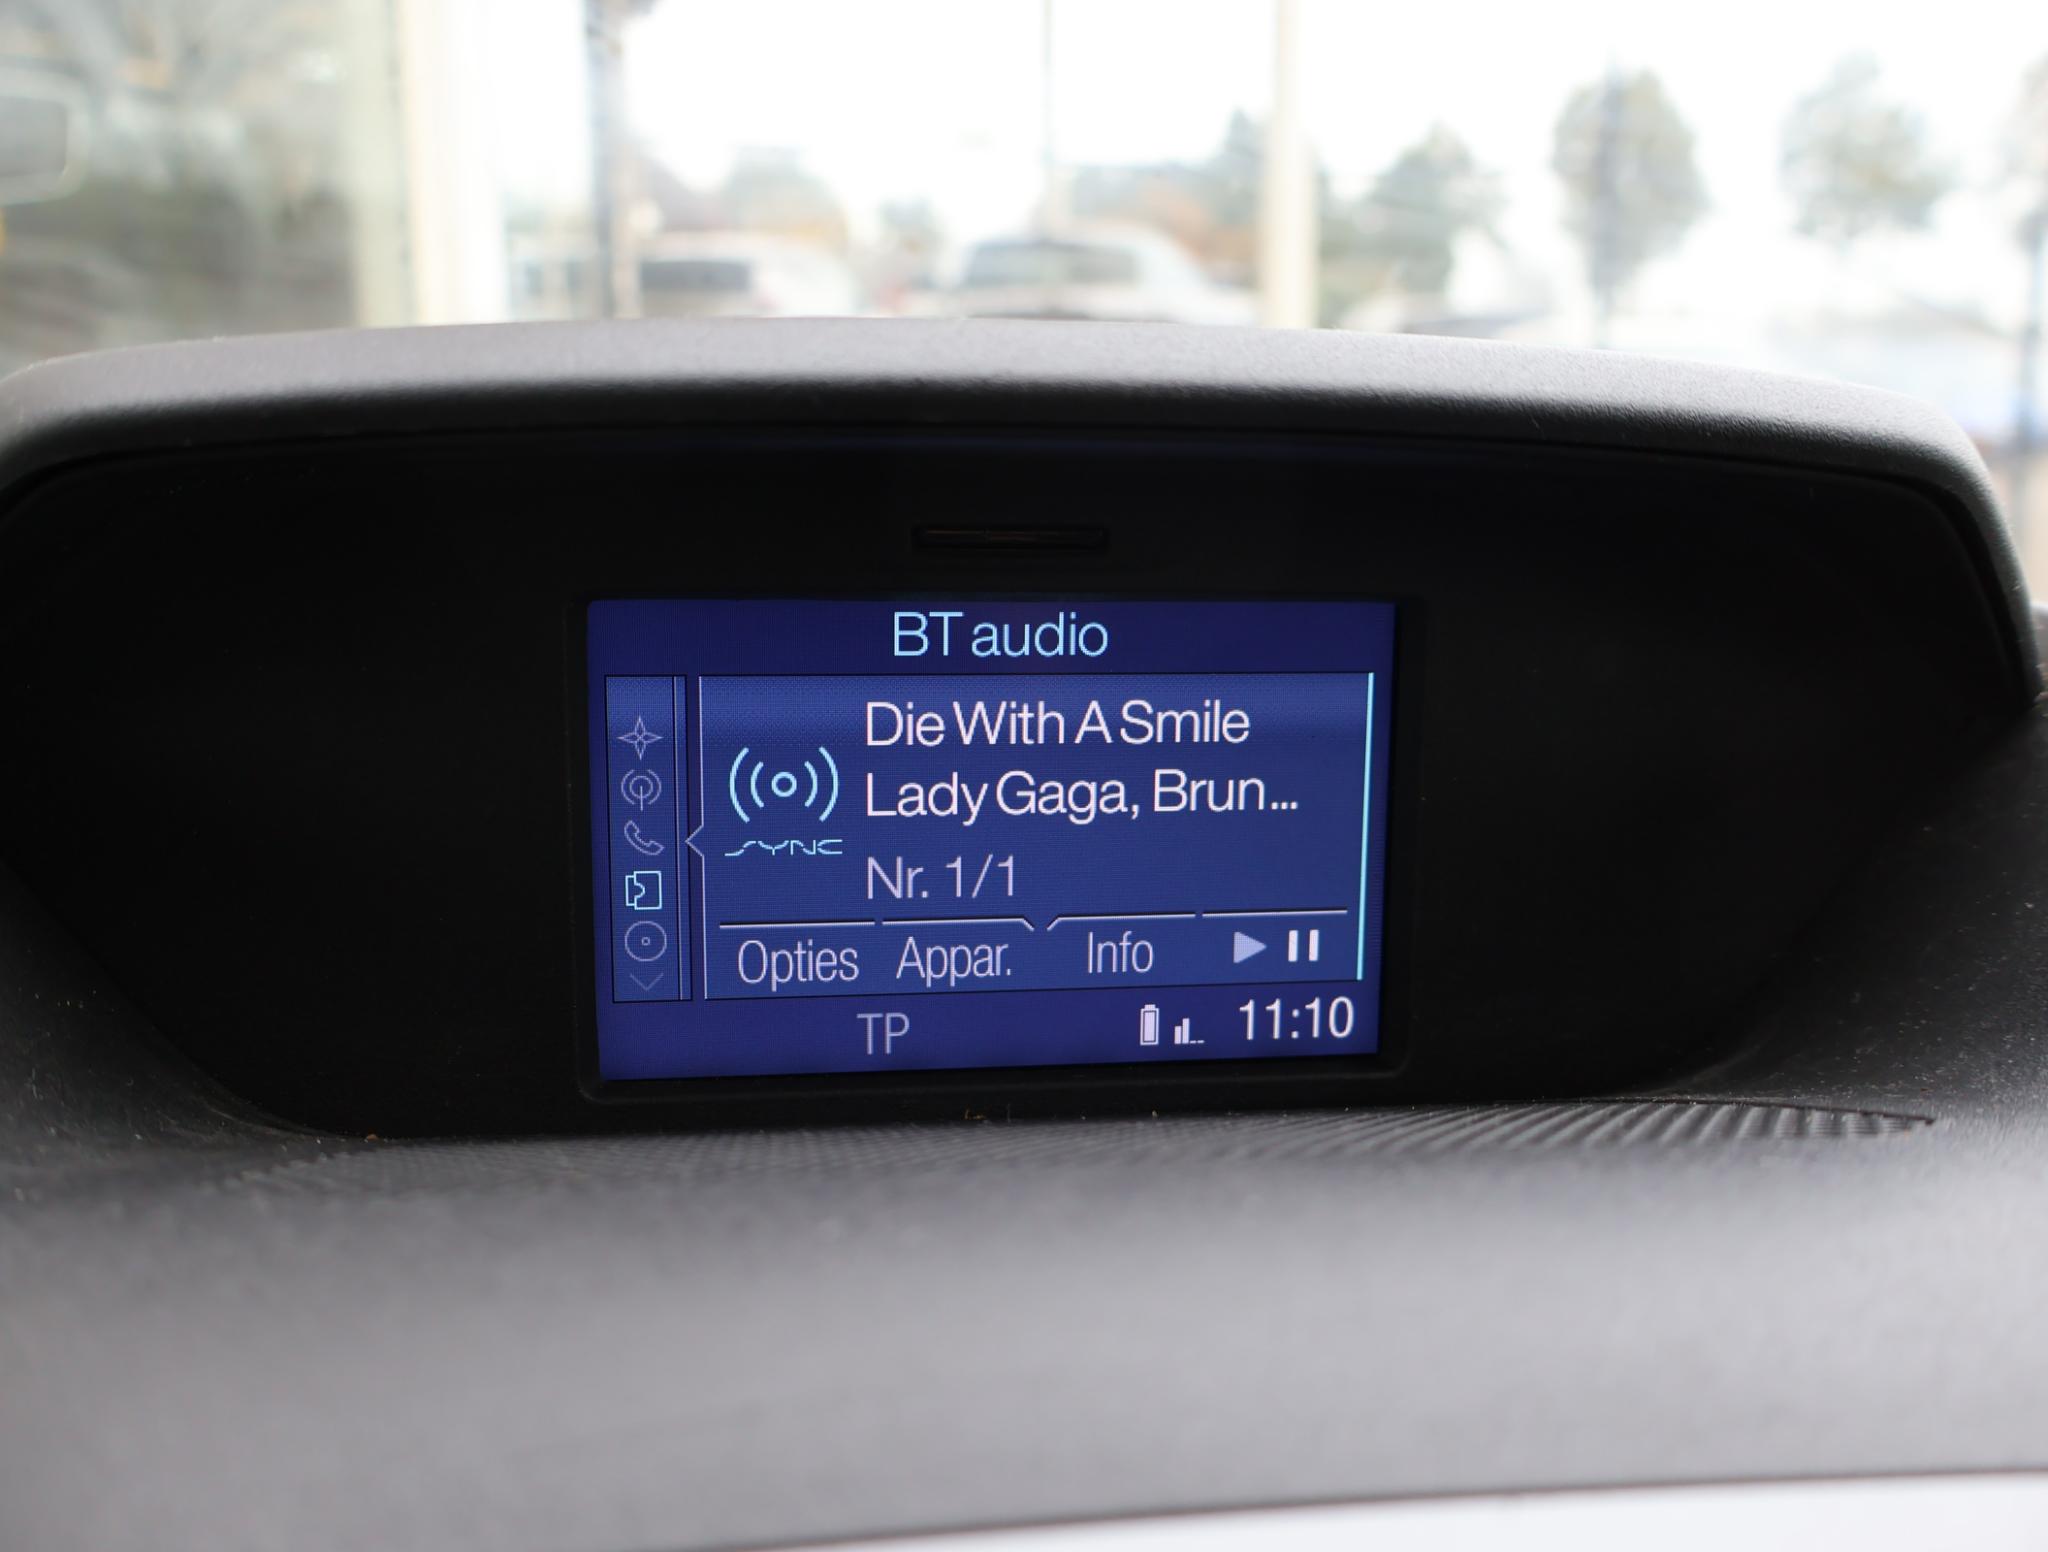 BT audio
Die With A Smile
Lady Gaga, Brun...
SYNC
Nr. 1/1
Opties Appar. Info
TP 11:10